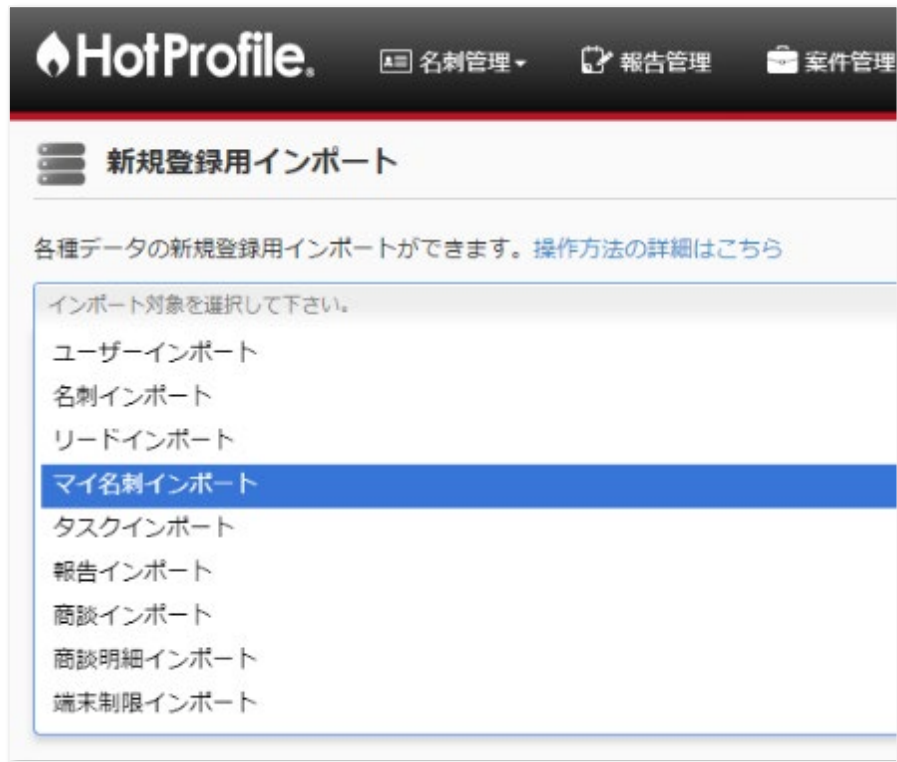 HotProfile.
名刺管理
報告管理
案件管理
新規登録用インポート
各種データの新規登録用インポートができます。操作方法の詳細はこちら
インポート対象を選択して下さい。
ユーザーインポート
名刺インポート
リードインポート
マイ名刺インポート
タスクインポート
報告インポート
商談インポート
商談明細インポート
端末制限インポート